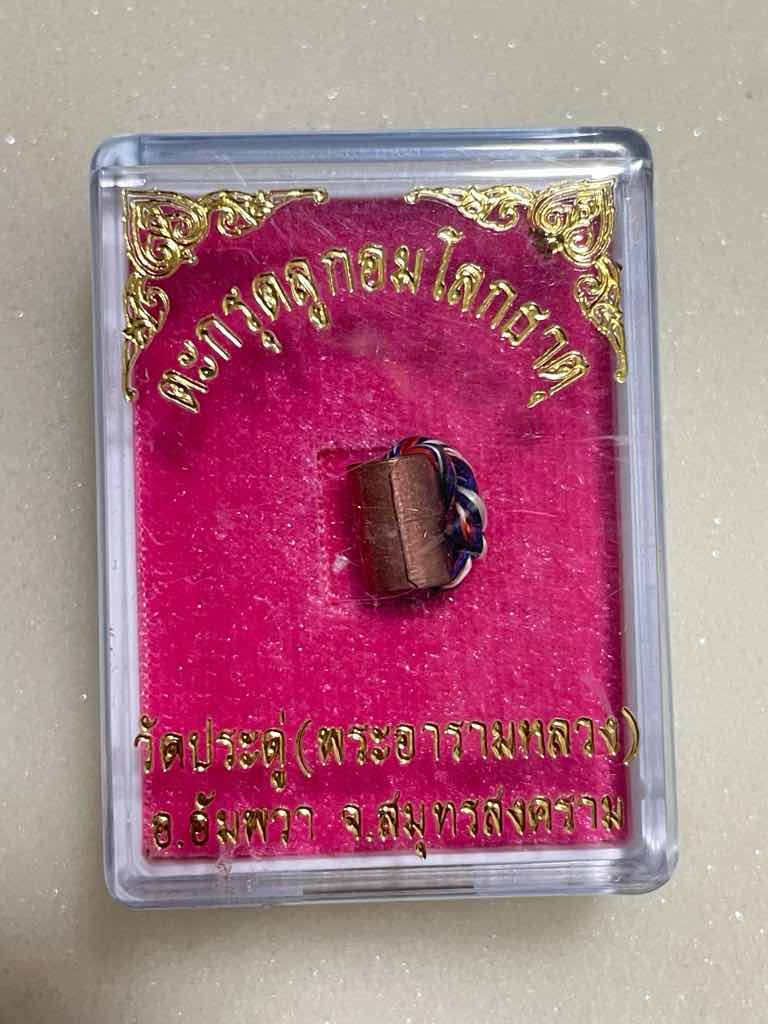 ตะกรุดลูกอมโลกธาตุ
วัดประดู่(พระอารามหลวง)
อ.อัมพวา จ.สมุทรสงคราม